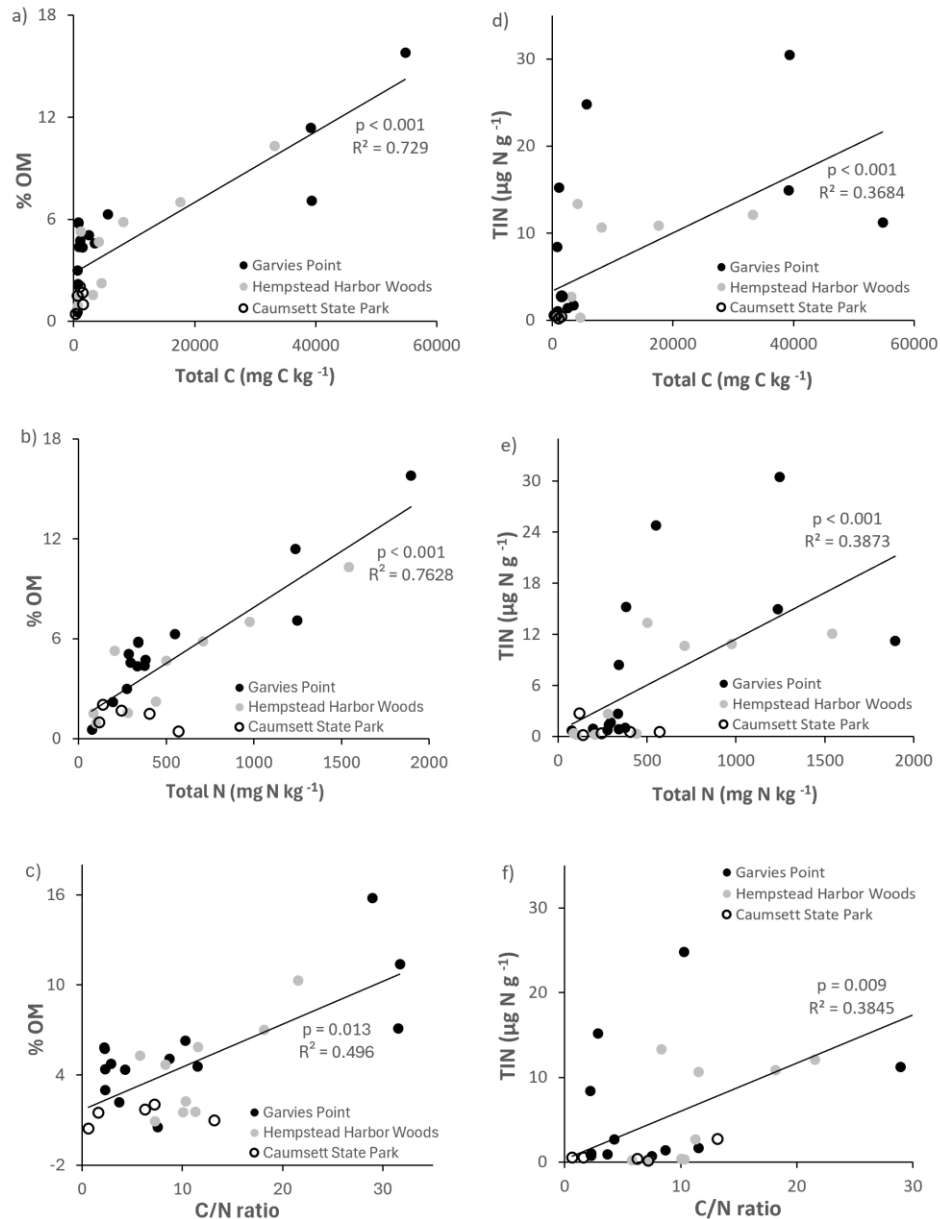 a)
18
12
6
0
% OM
p < 0.001
R² = 0.729
Garvies Point
Hempstead Harbor Woods
Caumsett State Park
0 20000 40000 60000
Total C (mg C kg ⁻¹)
d)
30
20
10
0
TIN (µg N g ⁻¹)
p < 0.001
R² = 0.3684
Garvies Point
Hempstead Harbor Woods
Caumsett State Park
0 20000 40000 60000
Total C (mg C kg ⁻¹)
b)
18
12
6
0
% OM
p < 0.001
R² = 0.7628
Garvies Point
Hempstead Harbor Woods
Caumsett State Park
0 500 1000 1500 2000
Total N (mg N kg ⁻¹)
e)
30
24
18
12
6
0
TIN (µg N g ⁻¹)
p < 0.001
R² = 0.3873
Garvies Point
Hempstead Harbor Woods
Caumsett State Park
0 500 1000 1500 2000
Total N (mg N kg ⁻¹)
c)
16
10
4
-2
% OM
p = 0.013
R² = 0.496
Garvies Point
Hempstead Harbor Woods
Caumsett State Park
0 10 20 30
C/N ratio
f)
30
20
10
0
TIN (µg N g ⁻¹)
Garvies Point
Hempstead Harbor Woods
Caumsett State Park
p = 0.009
R² = 0.3845
0 10 20 30
C/N ratio